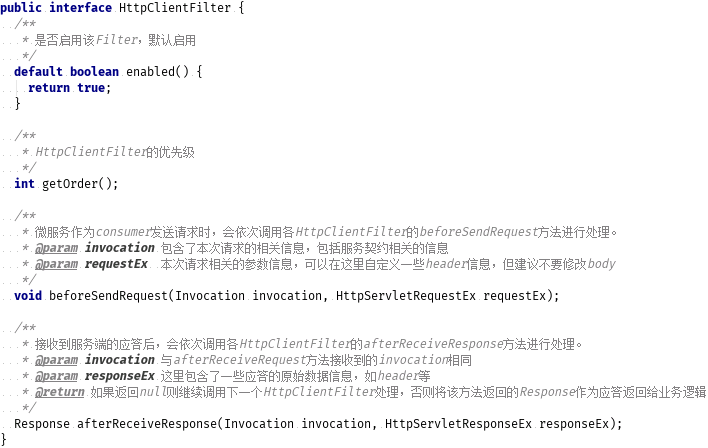 public interface HttpClientFilter {
/**
* 是否启用该Filter，默认启用
*/
default boolean enabled() {
return true;
}
/**
* HttpClientFilter的优先级
*/
int getOrder();
/**
* 微服务作为consumer发送请求时，会依次调用各HttpClientFilter的beforeSendRequest方法进行处理。
* @param invocation 包含了本次请求的相关信息，包括服务契约相关的信息
* @param requestEx 本次请求相关的参数信息，可以在这里自定义一些header信息，但建议不要修改body
*/
void beforeSendRequest(Invocation invocation, HttpServletRequestEx requestEx);
/**
* 接收到服务端的应答后，会依次调用各HttpClientFilter的afterReceiveResponse方法进行处理。
* @param invocation 与afterReceiveRequest方法接收到的invocation相同
* @param responseEx 这里包含了一些应答的原始数据信息，如header等
* @return 如果返回null则继续调用下一个HttpClientFilter处理，否则将该方法返回的Response作为应答返回给业务逻辑
*/
Response afterReceiveResponse(Invocation invocation, HttpServletResponseEx responseEx);
}